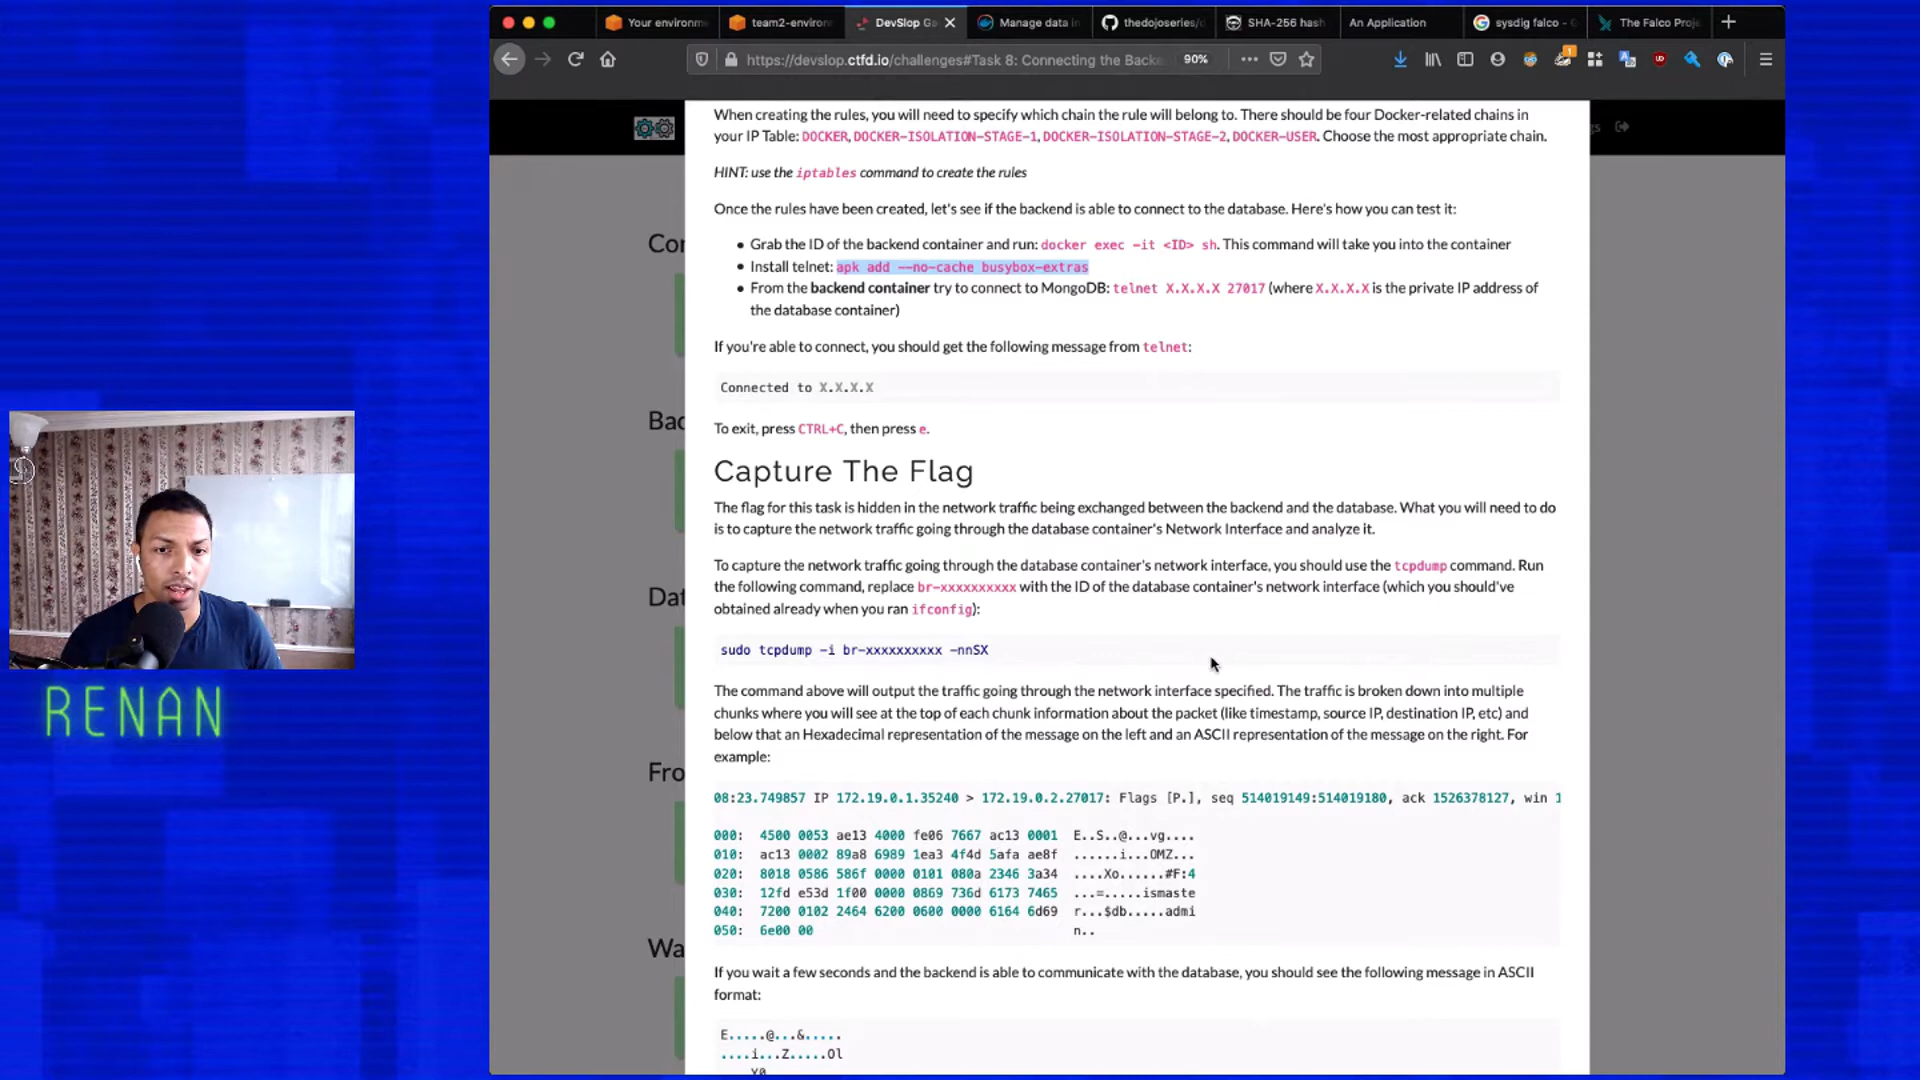 Your environm
team2-environ
DevSlop Ga
Manage data in
thedojoseries/
SHA-256 hash
An Application
sysdig falco -
The Falco Proje
https://devslop.ctfd.io/challenges#Task 8: Connecting the Backe
90%
When creating the rules, you will need to specify which chain the rule will belong to. There should be four Docker-related chains in
your IP Table: DOCKER, DOCKER-ISOLATION-STAGE-1, DOCKER-ISOLATION-STAGE-2, DOCKER-USER. Choose the most appropriate chain.
HINT: use the iptables command to create the rules
Once the rules have been created, let's see if the backend is able to connect to the database. Here's how you can test it:
• Grab the ID of the backend container and run: docker exec -it <ID> sh. This command will take you into the container
• Install telnet: apk add --no-cache busybox-extras
• From the backend container try to connect to MongoDB: telnet X.X.X.X 27017 (where X.X.X.X is the private IP address of
the database container)
If you're able to connect, you should get the following message from telnet:
Connected to X.X.X.X
To exit, press CTRL+C, then press e.
Capture The Flag
The flag for this task is hidden in the network traffic being exchanged between the backend and the database. What you will need to do
is to capture the network traffic going through the database container's Network Interface and analyze it.
To capture the network traffic going through the database container's network interface, you should use the tcpdump command. Run
the following command, replace br-xxxxxxxxxx with the ID of the database container's network interface (which you should've
obtained already when you ran ifconfig):
sudo tcpdump -i br-xxxxxxxxxx -nnSX
The command above will output the traffic going through the network interface specified. The traffic is broken down into multiple
chunks where you will see at the top of each chunk information about the packet (like timestamp, source IP, destination IP, etc) and
below that an Hexadecimal representation of the message on the left and an ASCII representation of the message on the right. For
example:
08:23.749857 IP 172.19.0.1.35240 > 172.19.0.2.27017: Flags [P.], seq 514019149:514019180, ack 1526378127, win 1
000: 4500 0053 ae13 4000 fe06 7667 ac13 0001 E..S..@...vg....
010: ac13 0002 89a8 6989 1ea3 4f4d 5afa ae8f ......i...OMZ...
020: 8018 0586 586f 0000 0101 080a 2346 3a34 ....Xo......#F:4
030: 12fd e53d 1f00 0000 0869 736d 6173 7465 ...=.....ismaste
040: 7200 0102 2464 6200 0600 0000 6164 6d69 r...$db.....admi
050: 6e00 00 n..
If you wait a few seconds and the backend is able to communicate with the database, you should see the following message in ASCII
format:
E.....@...&.....
....i...Z.....Ol
Con
Bac
Dat
Fro
Wa
RENAN